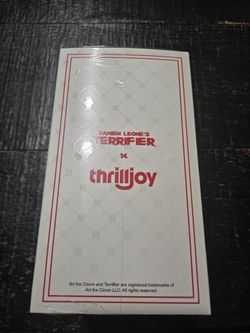 DAMIEN LEONE'S
TERRIFIER
×
thrilljoy
Art the Clown and Terrifier are registered trademarks of
Art the Clown LLC. All rights reserved.